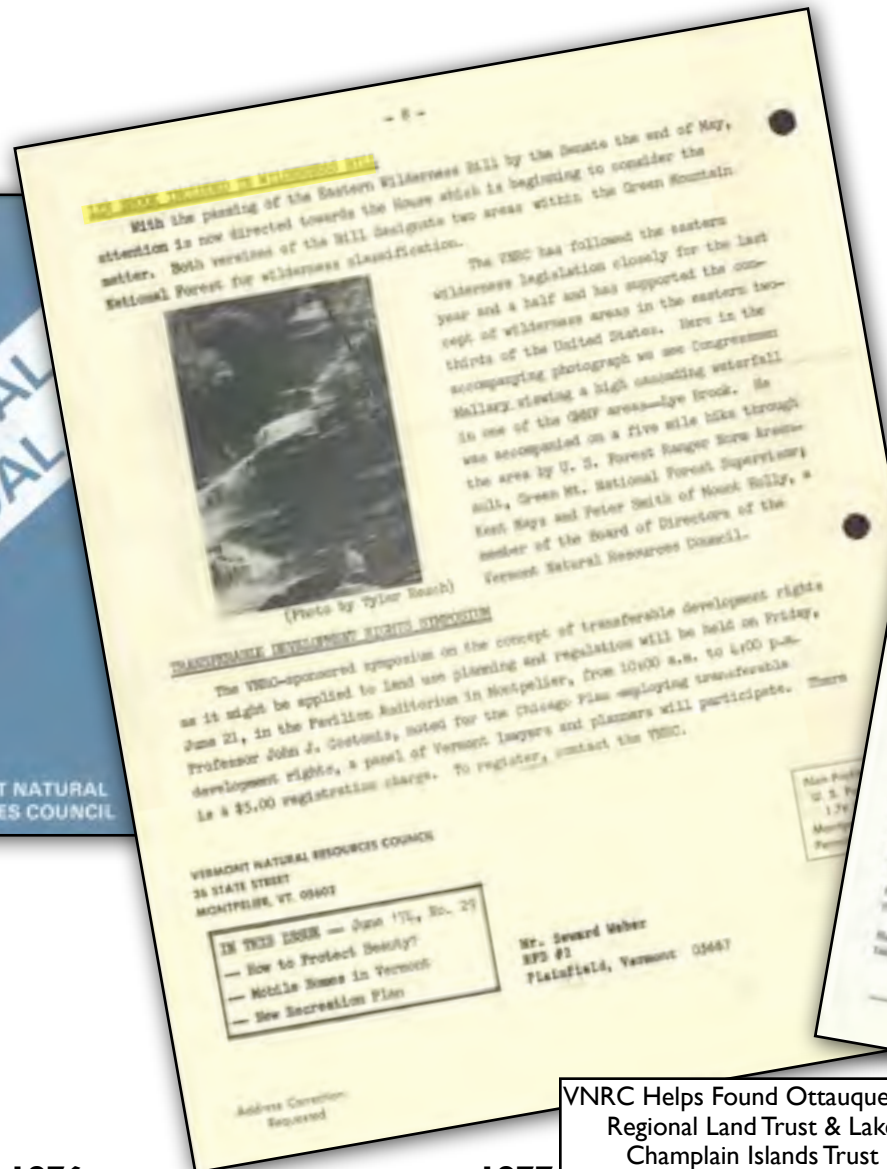 - 8 -
LYE BROOK INCLUDED IN WILDERNESS BILL
With the passing of the Eastern Wilderness Bill by the Senate the end of May,
attention is now directed towards the House which is beginning to consider the
matter. Both versions of the Bill designate two areas within the Green Mountain
National Forest for wilderness classification.
The VNRC has followed the eastern
wilderness legislation closely for the last
year and a half and has supported the con-
cept of wilderness areas in the eastern two-
thirds of the United States. Here in the
accompanying photograph we see Congressman
Mallary viewing a high cascading waterfall
in one of the GMNF areas—Lye Brook. He
was accompanied on a five mile hike through
the area by U. S. Forest Ranger Norm
Green Mt. National Forest Supervisor;
Kent Mays and Peter Smith of Mount Holly, a
member of the Board of Directors of the
Vermont Natural Resources Council.
(Photo by Tyler Resch)
TRANSFERABLE DEVELOPMENT RIGHTS SYMPOSIUM
The VNRC-sponsored symposium on the concept of transferable development rights
as it might be applied to land use planning and regulation will be held on Friday,
June 21, in the Pavilion Auditorium in Montpelier, from 10:00 a.m. to 4:00 p.m.
Professor John J. Costonis, noted for the Chicago Plan employing transferable
development rights, a panel of Vermont lawyers and planners will participate. There
is a $5.00 registration charge. To register, contact the VNRC.
VERMONT NATURAL RESOURCES COUNCIL
26 STATE STREET
MONTPELIER, VT. 05602
IN THIS ISSUE — June '74, No. 29
— How to Protect Beauty?
— Mobile Homes in Vermont
— New Recreation Plan
Mr. Seward Weber
RFD #1
Plainfield, Vermont 05667
Address Correction
Requested
T NATURAL
ES COUNCIL
VNRC Helps Found Ottauque
Regional Land Trust & Lake
Champlain Islands Trust